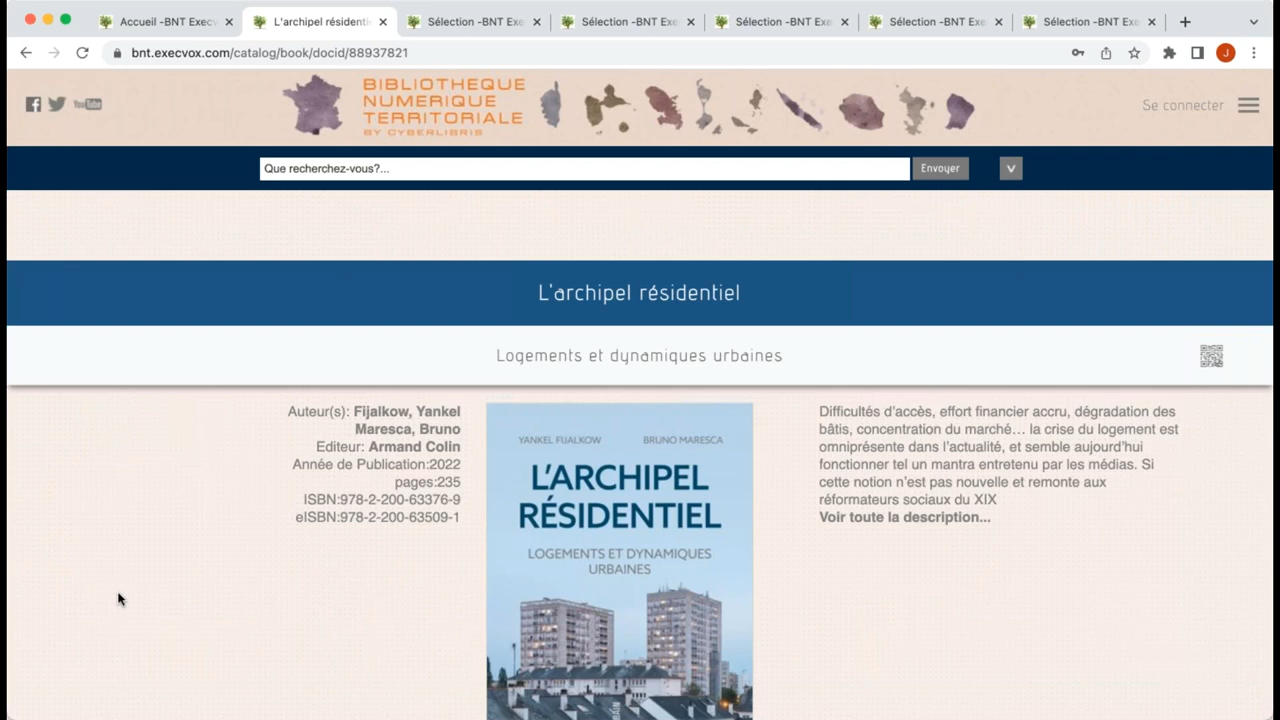 Accueil -BNT Execv
L'archipel résidenti
Sélection -BNT Exe
Sélection -BNT Exe
Sélection -BNT Exe
Sélection -BNT Exe
Sélection -BNT Exe
bnt.execvox.com/catalog/book/docid/88937821
J
You Tube
BIBLIOTHEQUE
NUMERIQUE
TERRITORIALE
BY CYBERLIBRIS
Se connecter
Que recherchez-vous?...
Envoyer
V
L'archipel résidentiel
Logements et dynamiques urbaines
Auteur(s): Fijalkow, Yankel
Maresca, Bruno
Editeur: Armand Colin
Année de Publication:2022
pages:235
ISBN:978-2-200-63376-9
eISBN:978-2-200-63509-1
YANKEL FIJALKOW BRUNO MARESCA
L'ARCHIPEL
RÉSIDENTIEL
LOGEMENTS ET DYNAMIQUES
URBAINES
Difficultés d'accès, effort financier accru, dégradation des
bâtis, concentration du marché… la crise du logement est
omniprésente dans l'actualité, et semble aujourd'hui
fonctionner tel un mantra entretenu par les médias. Si
cette notion n'est pas nouvelle et remonte aux
réformateurs sociaux du XIX
Voir toute la description...